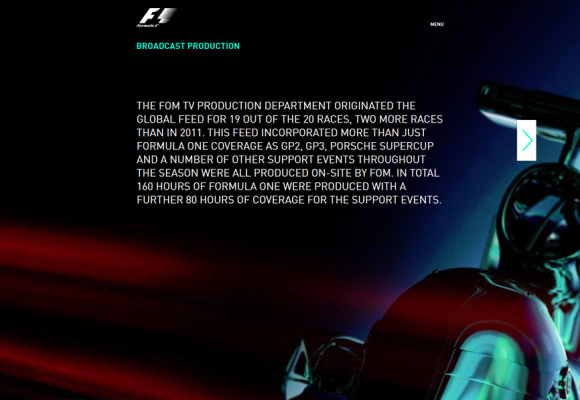 F1
Formula 1
MENU
BROADCAST PRODUCTION
THE FOM TV PRODUCTION DEPARTMENT ORIGINATED THE
GLOBAL FEED FOR 19 OUT OF THE 20 RACES, TWO MORE RACES
THAN IN 2011. THIS FEED INCORPORATED MORE THAN JUST
FORMULA ONE COVERAGE AS GP2, GP3, PORSCHE SUPERCUP
AND A NUMBER OF OTHER SUPPORT EVENTS THROUGHOUT
THE SEASON WERE ALL PRODUCED ON-SITE BY FOM. IN TOTAL
160 HOURS OF FORMULA ONE WERE PRODUCED WITH A
FURTHER 80 HOURS OF COVERAGE FOR THE SUPPORT EVENTS.